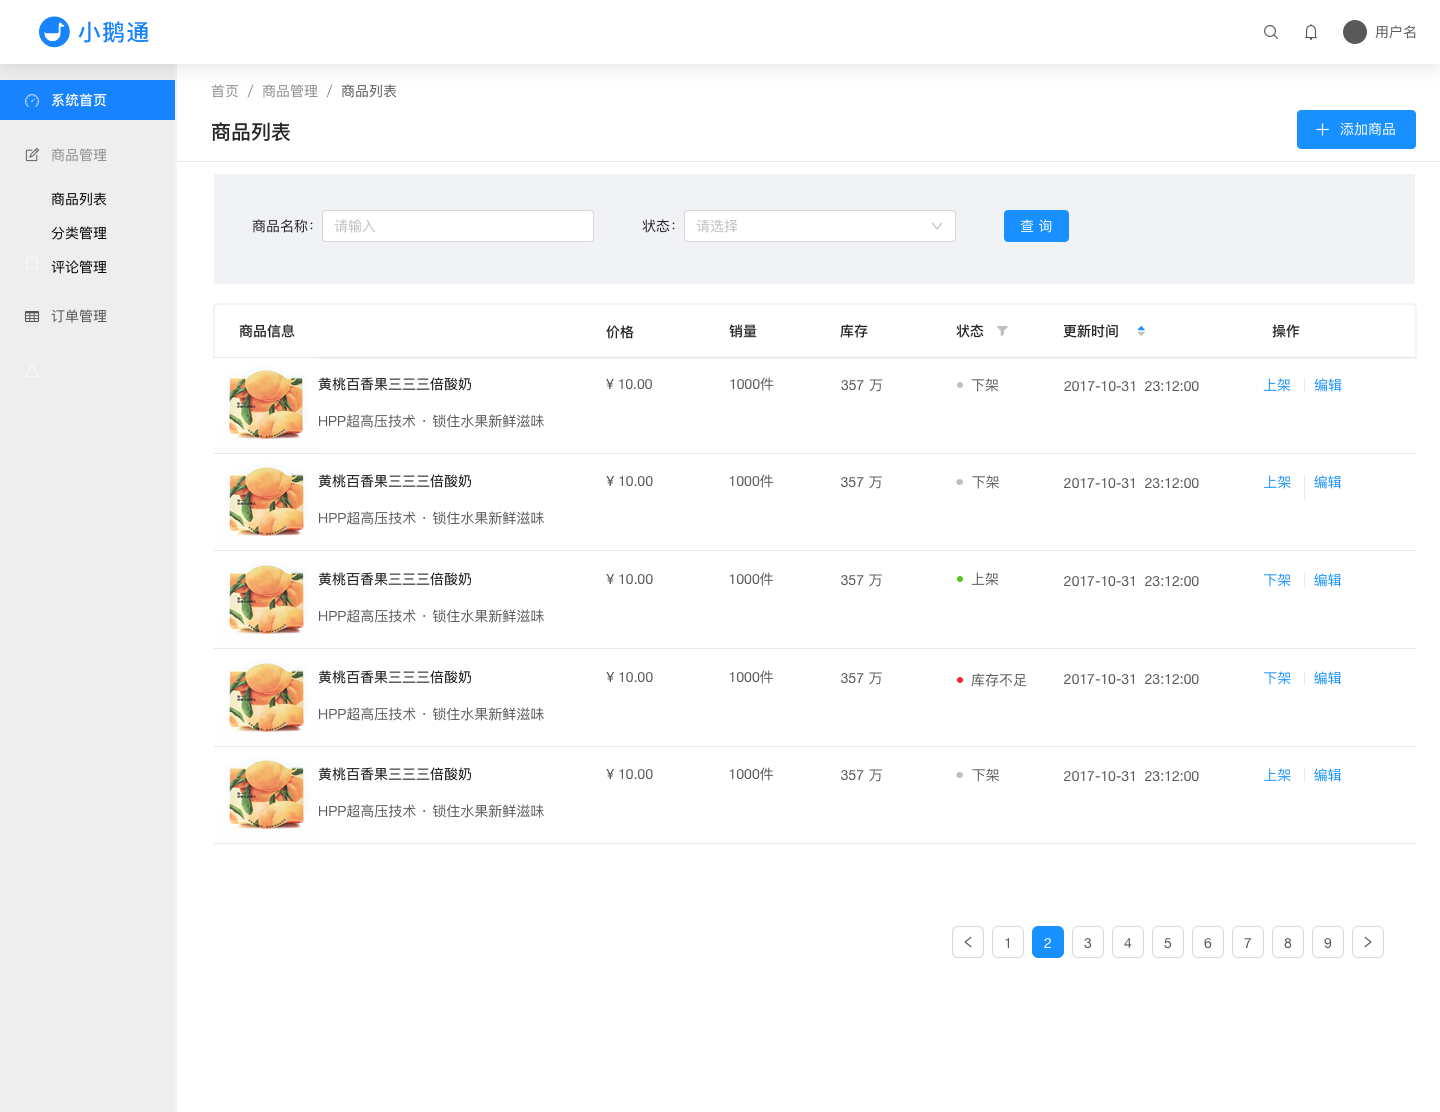 小鹅通
用户名
系统首页
商品管理
商品列表
分类管理
评论管理
订单管理
首页 / 商品管理 / 商品列表
商品列表
添加商品
商品名称: 请输入 状态: 请选择 查 询
商品信息 价格 销量 库存 状态 更新时间 操作
黄桃百香果三三三倍酸奶 ¥ 10.00 1000件 357 万 下架 2017-10-31 23:12:00 上架 编辑
HPP超高压技术 · 锁住水果新鲜滋味
黄桃百香果三三三倍酸奶 ¥ 10.00 1000件 357 万 下架 2017-10-31 23:12:00 上架 编辑
HPP超高压技术 · 锁住水果新鲜滋味
黄桃百香果三三三倍酸奶 ¥ 10.00 1000件 357 万 上架 2017-10-31 23:12:00 下架 编辑
HPP超高压技术 · 锁住水果新鲜滋味
黄桃百香果三三三倍酸奶 ¥ 10.00 1000件 357 万 库存不足 2017-10-31 23:12:00 下架 编辑
HPP超高压技术 · 锁住水果新鲜滋味
黄桃百香果三三三倍酸奶 ¥ 10.00 1000件 357 万 下架 2017-10-31 23:12:00 上架 编辑
HPP超高压技术 · 锁住水果新鲜滋味
1 2 3 4 5 6 7 8 9